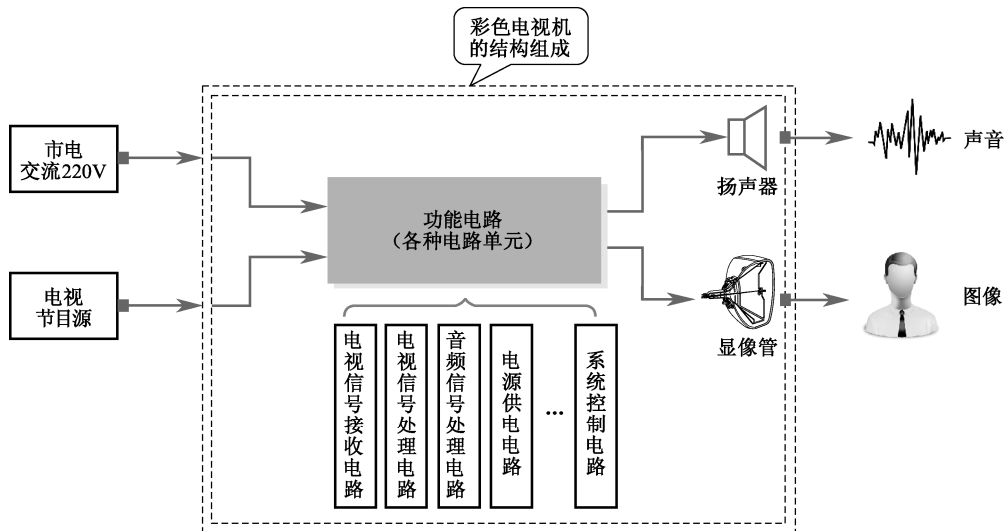 彩色电视机
的结构组成
市电
交流220V
电视
节目源
功能电路
（各种电路单元）
扬声器
声音
显像管
图像
电视信号接收电路
电视信号处理电路
音频信号处理电路
电源供电电路
...
系统控制电路